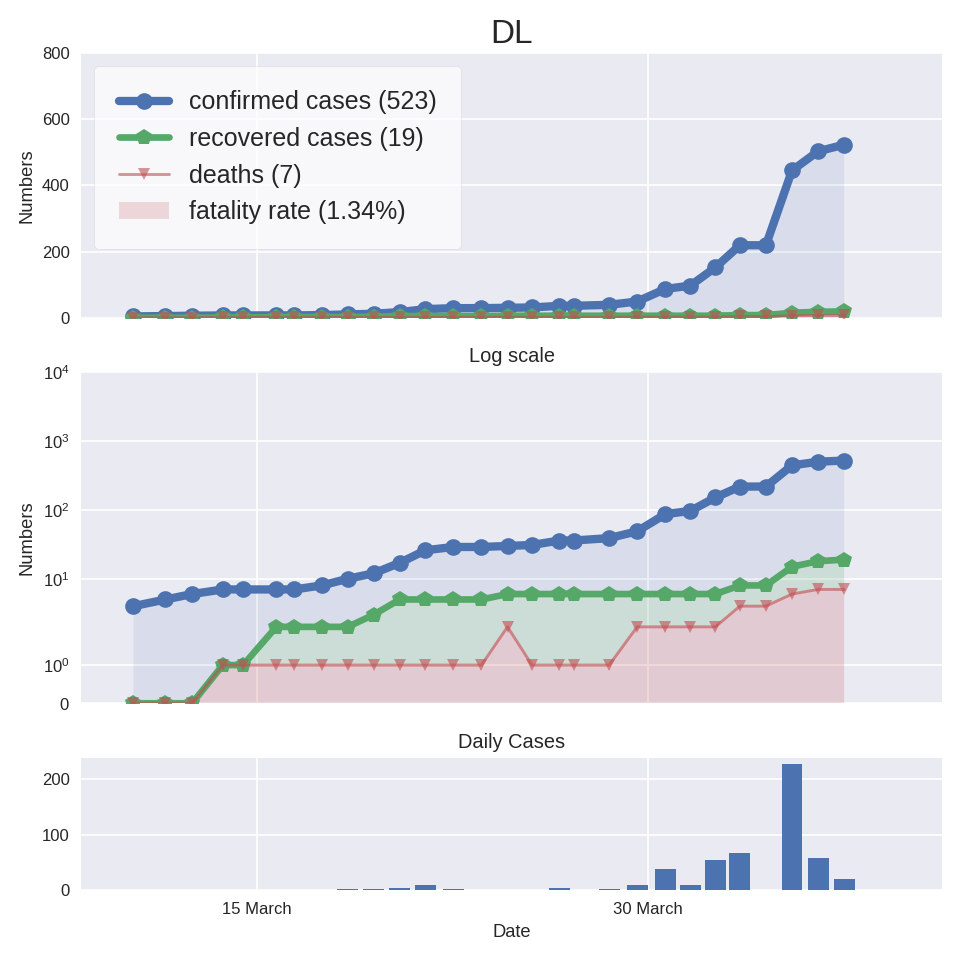 DL
800
600
400
200
0
Numbers
confirmed cases (523)
recovered cases (19)
deaths (7)
fatality rate (1.34%)
Log scale
10⁴
10³
10²
10¹
10⁰
0
Numbers
Daily Cases
200
100
0
15 March 30 March
Date